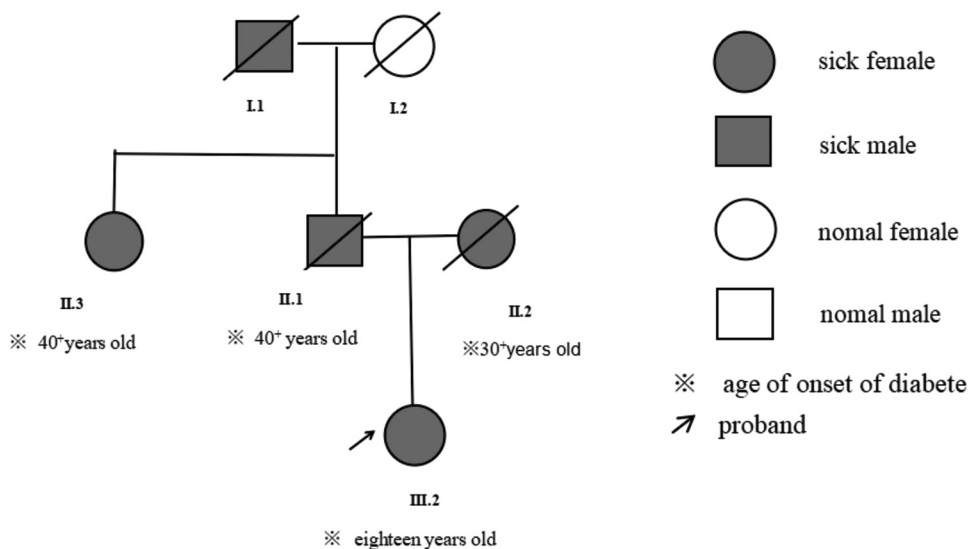 I.1
I.2
II.3
※ 40⁺years old
II.1
※ 40⁺ years old
II.2
※30⁺years old
III.2
※ eighteen years old
sick female
sick male
nomal female
nomal male
※ age of onset of diabete
proband